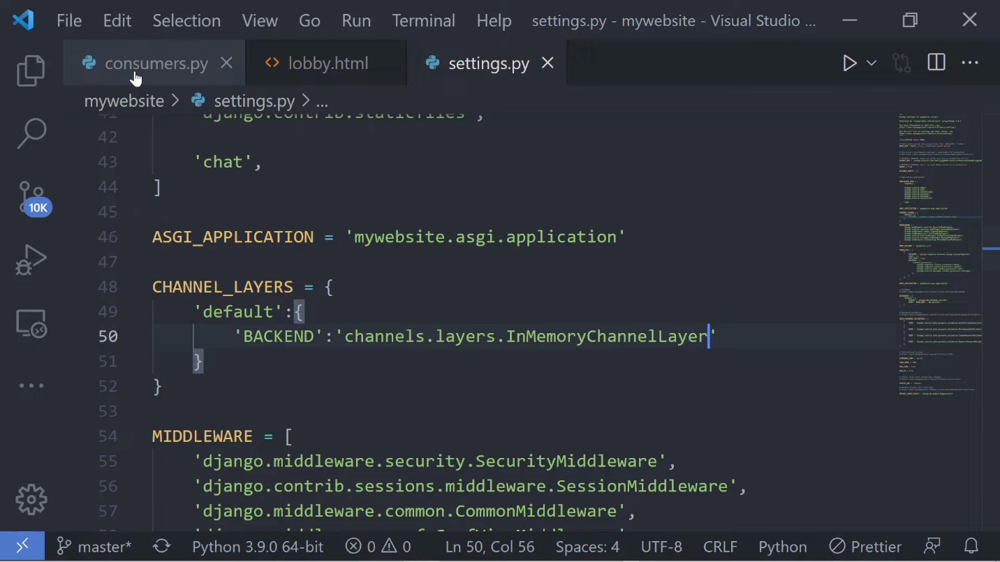 File Edit Selection View Go Run Terminal Help settings.py - mywebsite - Visual Studio ...
consumers.py lobby.html settings.py
mywebsite > settings.py > ...
41 'django.contrib.staticfiles',
42
43 'chat',
44 ]
45
46 ASGI_APPLICATION = 'mywebsite.asgi.application'
47
48 CHANNEL_LAYERS = {
49 'default':{
50 'BACKEND':'channels.layers.InMemoryChannelLayer'
51 }
52 }
53
54 MIDDLEWARE = [
55 'django.middleware.security.SecurityMiddleware',
56 'django.contrib.sessions.middleware.SessionMiddleware',
57 'django.middleware.common.CommonMiddleware',
10K
master* Python 3.9.0 64-bit 0 0 Ln 50, Col 56 Spaces: 4 UTF-8 CRLF Python Prettier